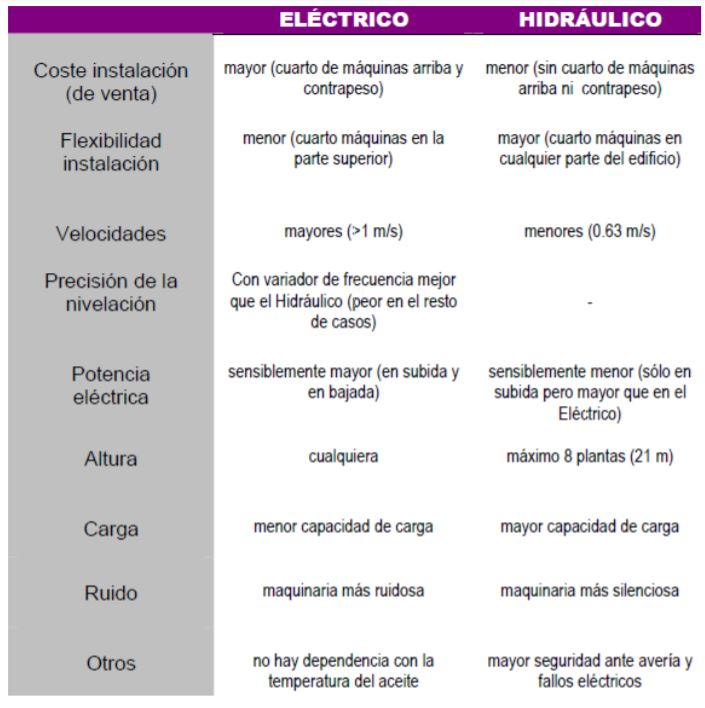 ELÉCTRICO HIDRÁULICO
Coste instalación
(de venta)
mayor (cuarto de máquinas arriba y
contrapeso)
menor (sin cuarto de máquinas
arriba ni contrapeso)
Flexibilidad
instalación
menor (cuarto máquinas en la
parte superior)
mayor (cuarto máquinas en
cualquier parte del edificio)
Velocidades
mayores (>1 m/s)
menores (0.63 m/s)
Precisión de la
nivelación
Con variador de frecuencia mejor
que el Hidráulico (peor en el resto
de casos)
-
Potencia
eléctrica
sensiblemente mayor (en subida y
en bajada)
sensiblemente menor (sólo en
subida pero mayor que en el
Eléctrico)
Altura
cualquiera
máximo 8 plantas (21 m)
Carga
menor capacidad de carga
mayor capacidad de carga
Ruido
maquinaria más ruidosa
maquinaria más silenciosa
Otros
no hay dependencia con la
temperatura del aceite
mayor seguridad ante avería y
fallos eléctricos